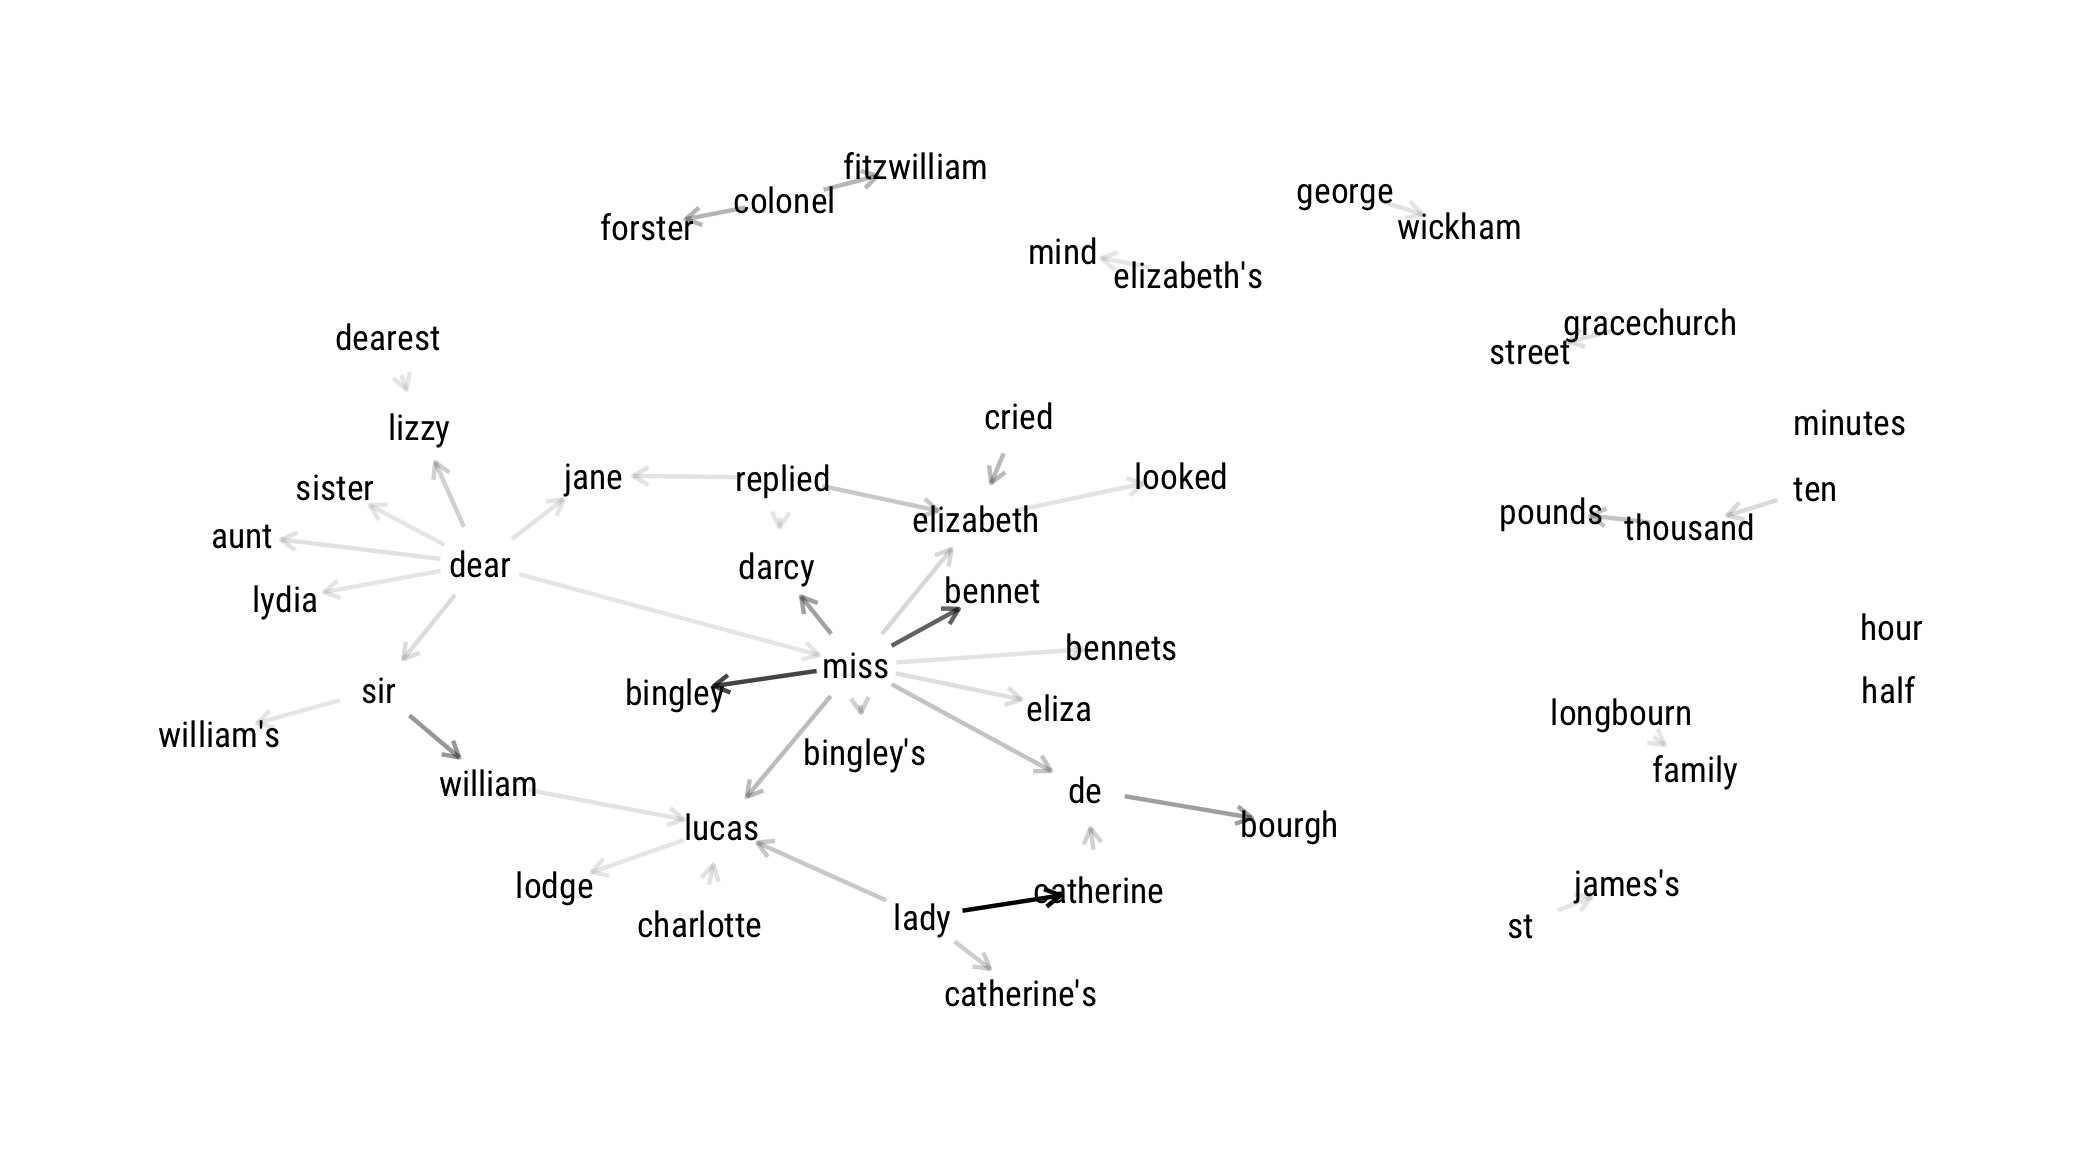 fitzwilliam
colonel
forster
george
wickham
mind
elizabeth's
gracechurch
street
dearest
lizzy
cried
minutes
sister
jane
replied
looked
ten
aunt
elizabeth
pounds
thousand
dear
darcy
lydia
bennet
hour
bennets
miss
sir
bingley
half
eliza
longbourn
william's
bingley's
family
william
de
lucas
bourgh
lodge
catherine
james's
charlotte
lady
st
catherine's